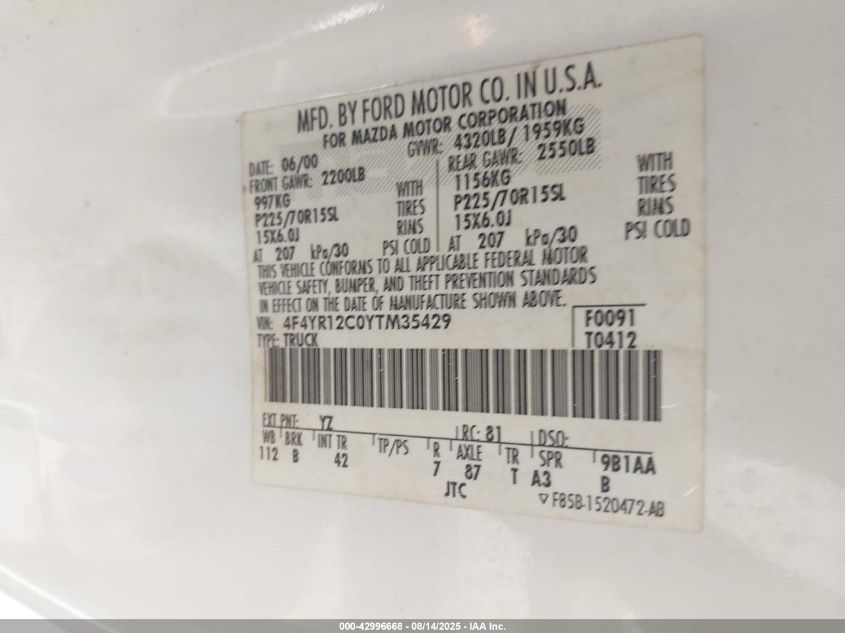 MFD. BY FORD MOTOR CO. IN U.S.A.
FOR MAZDA MOTOR CORPORATION
DATE: 06/00 GVWR: 4320LB/ 1959KG
FRONT GAWR: 2200LB REAR GAWR: 2550LB
997KG WITH 1156KG WITH
P225/70R15SL TIRES P225/70R15SL TIRES
15X6.0J RIMS 15X6.0J RIMS
AT 207 kPa/30 PSI COLD AT 207 kPa/30 PSI COLD
THIS VEHICLE CONFORMS TO ALL APPLICABLE FEDERAL MOTOR
VEHICLE SAFETY, BUMPER, AND THEFT PREVENTION STANDARDS
IN EFFECT ON THE DATE OF MANUFACTURE SHOWN ABOVE.
VIN: 4F4YR12C0YTM35429 F0091
TYPE: TRUCK T0412
EXT PNT: YZ RC: 81 DSO:
WB BRK INT TR TP/PS R AXLE TR SPR 9B1AA
112 B 42 7 87 T A3 B
JTC F85B-1520472-AB
000-42996668 - 08/14/2025 - IAA Inc.